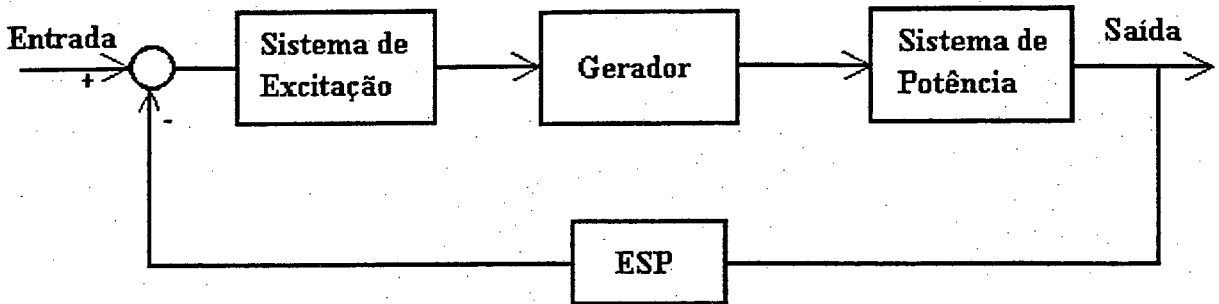 Entrada
+
-
Sistema de
Excitação
Gerador
Sistema de
Potência
Saída
ESP